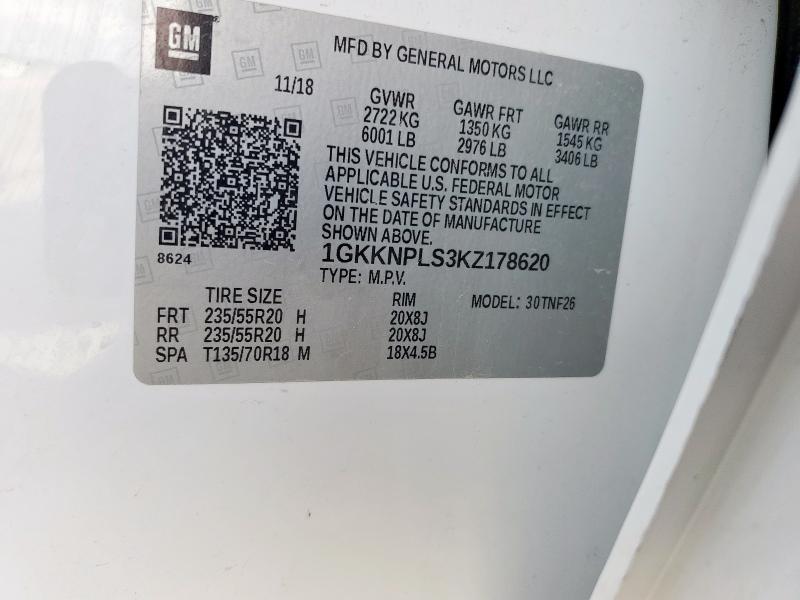 GM
MFD BY GENERAL MOTORS LLC
11/18
GVWR GAWR FRT GAWR RR
2722 KG 1350 KG 1545 KG
6001 LB 2976 LB 3406 LB
THIS VEHICLE CONFORMS TO ALL
APPLICABLE U.S. FEDERAL MOTOR
VEHICLE SAFETY STANDARDS IN EFFECT
ON THE DATE OF MANUFACTURE
SHOWN ABOVE.
8624
1GKKNPLS3KZ178620
TYPE: M.P.V.
TIRE SIZE RIM MODEL: 30TNF26
FRT 235/55R20 H 20X8J
RR 235/55R20 H 20X8J
SPA T135/70R18 M 18X4.5B